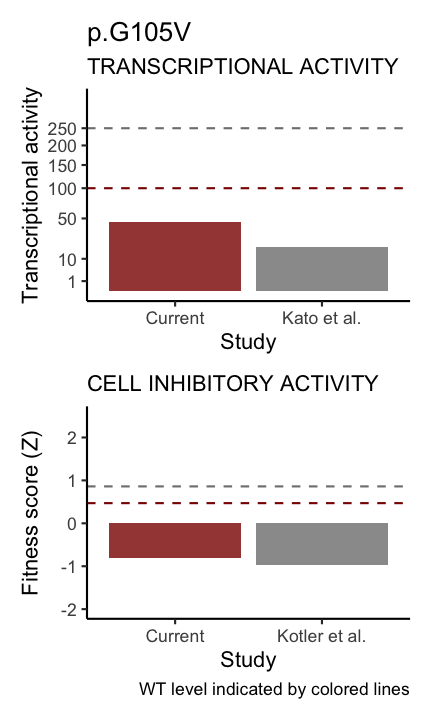 p.G105V
TRANSCRIPTIONAL ACTIVITY
Transcriptional activity
250
200
150
100
50
10
1
Current
Kato et al.
Study
CELL INHIBITORY ACTIVITY
Fitness score (Z)
2
1
0
-1
-2
Current
Kotler et al.
Study
WT level indicated by colored lines